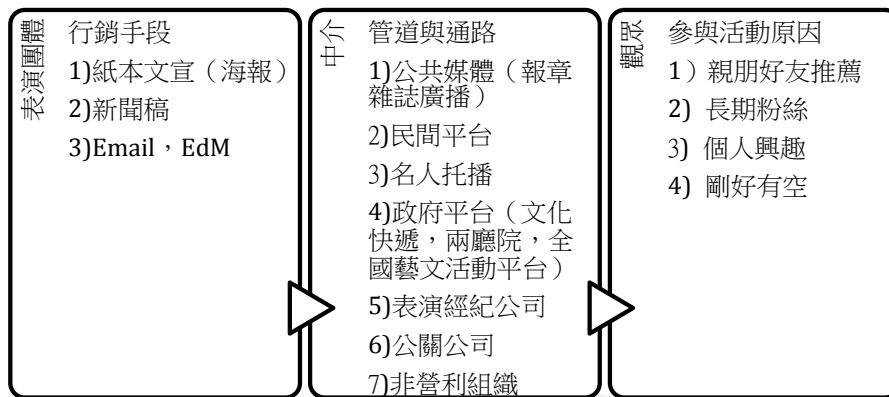 表演團體
行銷手段
1)紙本文宣（海報）
2)新聞稿
3)Email，EdM
中介
管道與通路
1)公共媒體（報章
雜誌廣播）
2)民間平台
3)名人托播
4)政府平台（文化
快遞，兩廳院，全
國藝文活動平台）
5)表演經紀公司
6)公關公司
7)非營利組織
觀眾
參與活動原因
1）親朋好友推薦
2) 長期粉絲
3) 個人興趣
4) 剛好有空